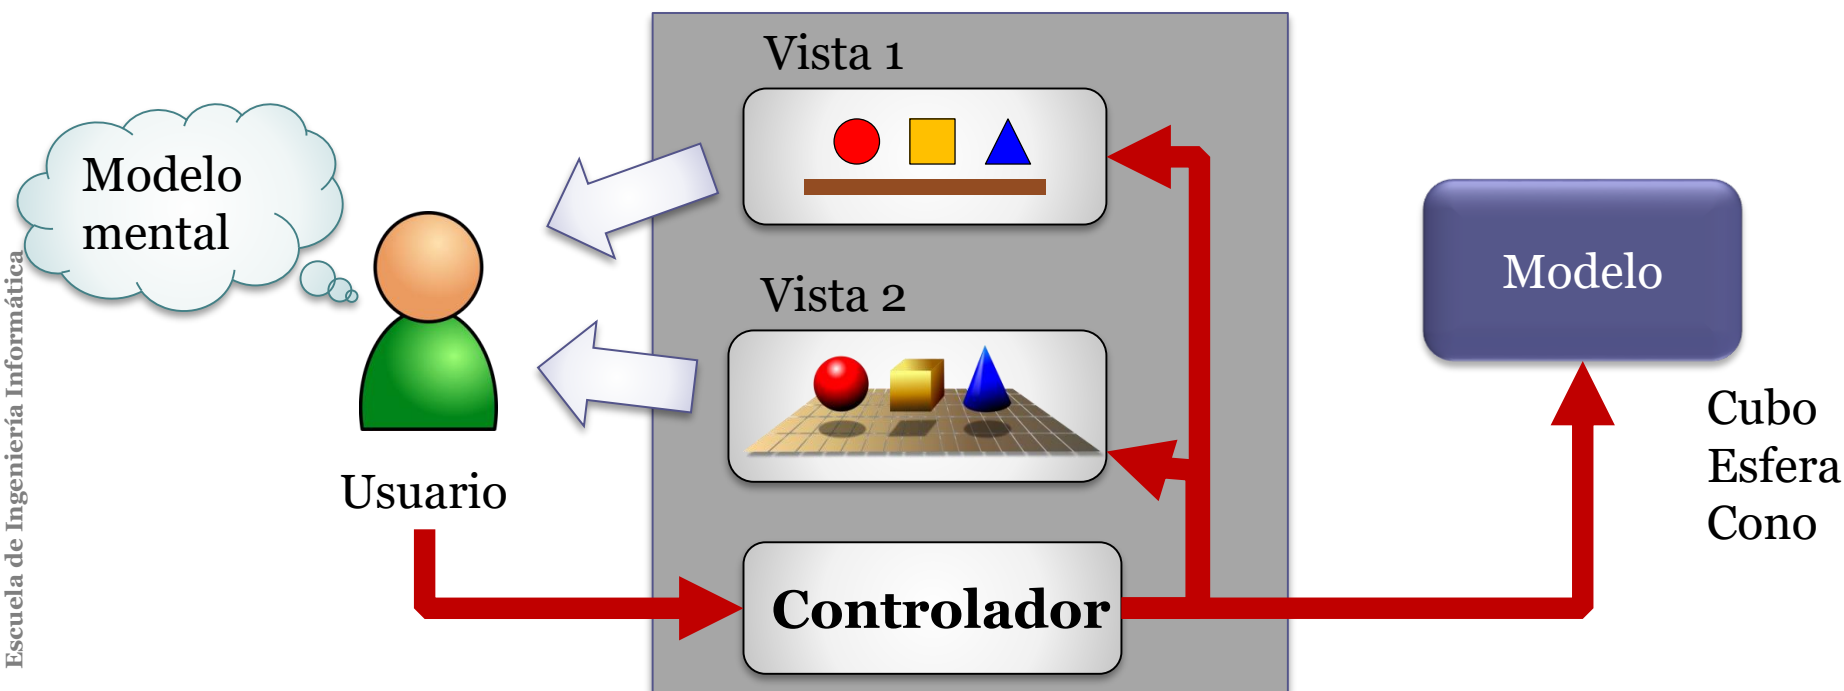 Escuela de Ingeniería Informática
Modelo
mental
Usuario
Vista 1
Vista 2
Controlador
Modelo
Cubo
Esfera
Cono